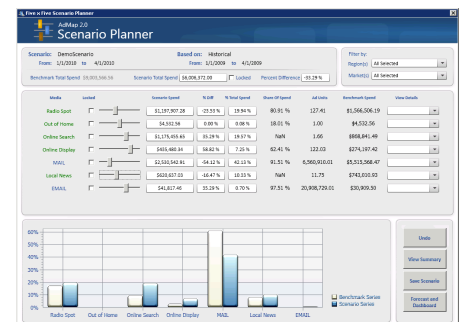 Five x Five Scenario Planner
AdMap 2.0
Scenario Planner
Scenario: DemoScenario Based on: Historical
From: 1/1/2010 to 4/1/2010 From: 1/1/2009 to 4/1/2009
Filter by:
Region(s) All Selected
Market(s) All Selected
Benchmark Total Spend Scenario Total Spend $6,006,372.00 Locked Percent Difference -33.29 %
Media Locked Scenario Spend % Diff % Total Spend Share Of Spend Ad Units Benchmark Spend View Details
Radio Spot $1,197,907.28 -23.53 % 19.94 % 80.91 % 127.41 $1,566,506.19
Out of Home $4,532.56 0.00 % 0.08 % 18.01 % 1.00 $4,532.56
Online Search $1,175,455.65 35.29 % 19.57 % NaN 1.66 $868,841.49
Online Display $435,480.34 58.82 % 7.25 % 62.41 % 122.03 $274,197.42
MAIL $2,530,542.91 -54.12 % 42.13 % 91.51 % 6,560,910.01 $5,515,568.47
Local News $620,637.03 -16.47 % 10.33 % NaN 11.75 $743,010.93
EMAIL $41,817.46 35.29 % 0.70 % 97.51 % 20,908,729.01 $30,909.50
60%
50%
40%
30%
20%
10%
0%
Radio Spot Out of Home Online Search Online Display MAIL Local News EMAIL
Benchmark Series
Scenario Series
Undo
View Summary
Save Scenario
Forecast and
Dashboard